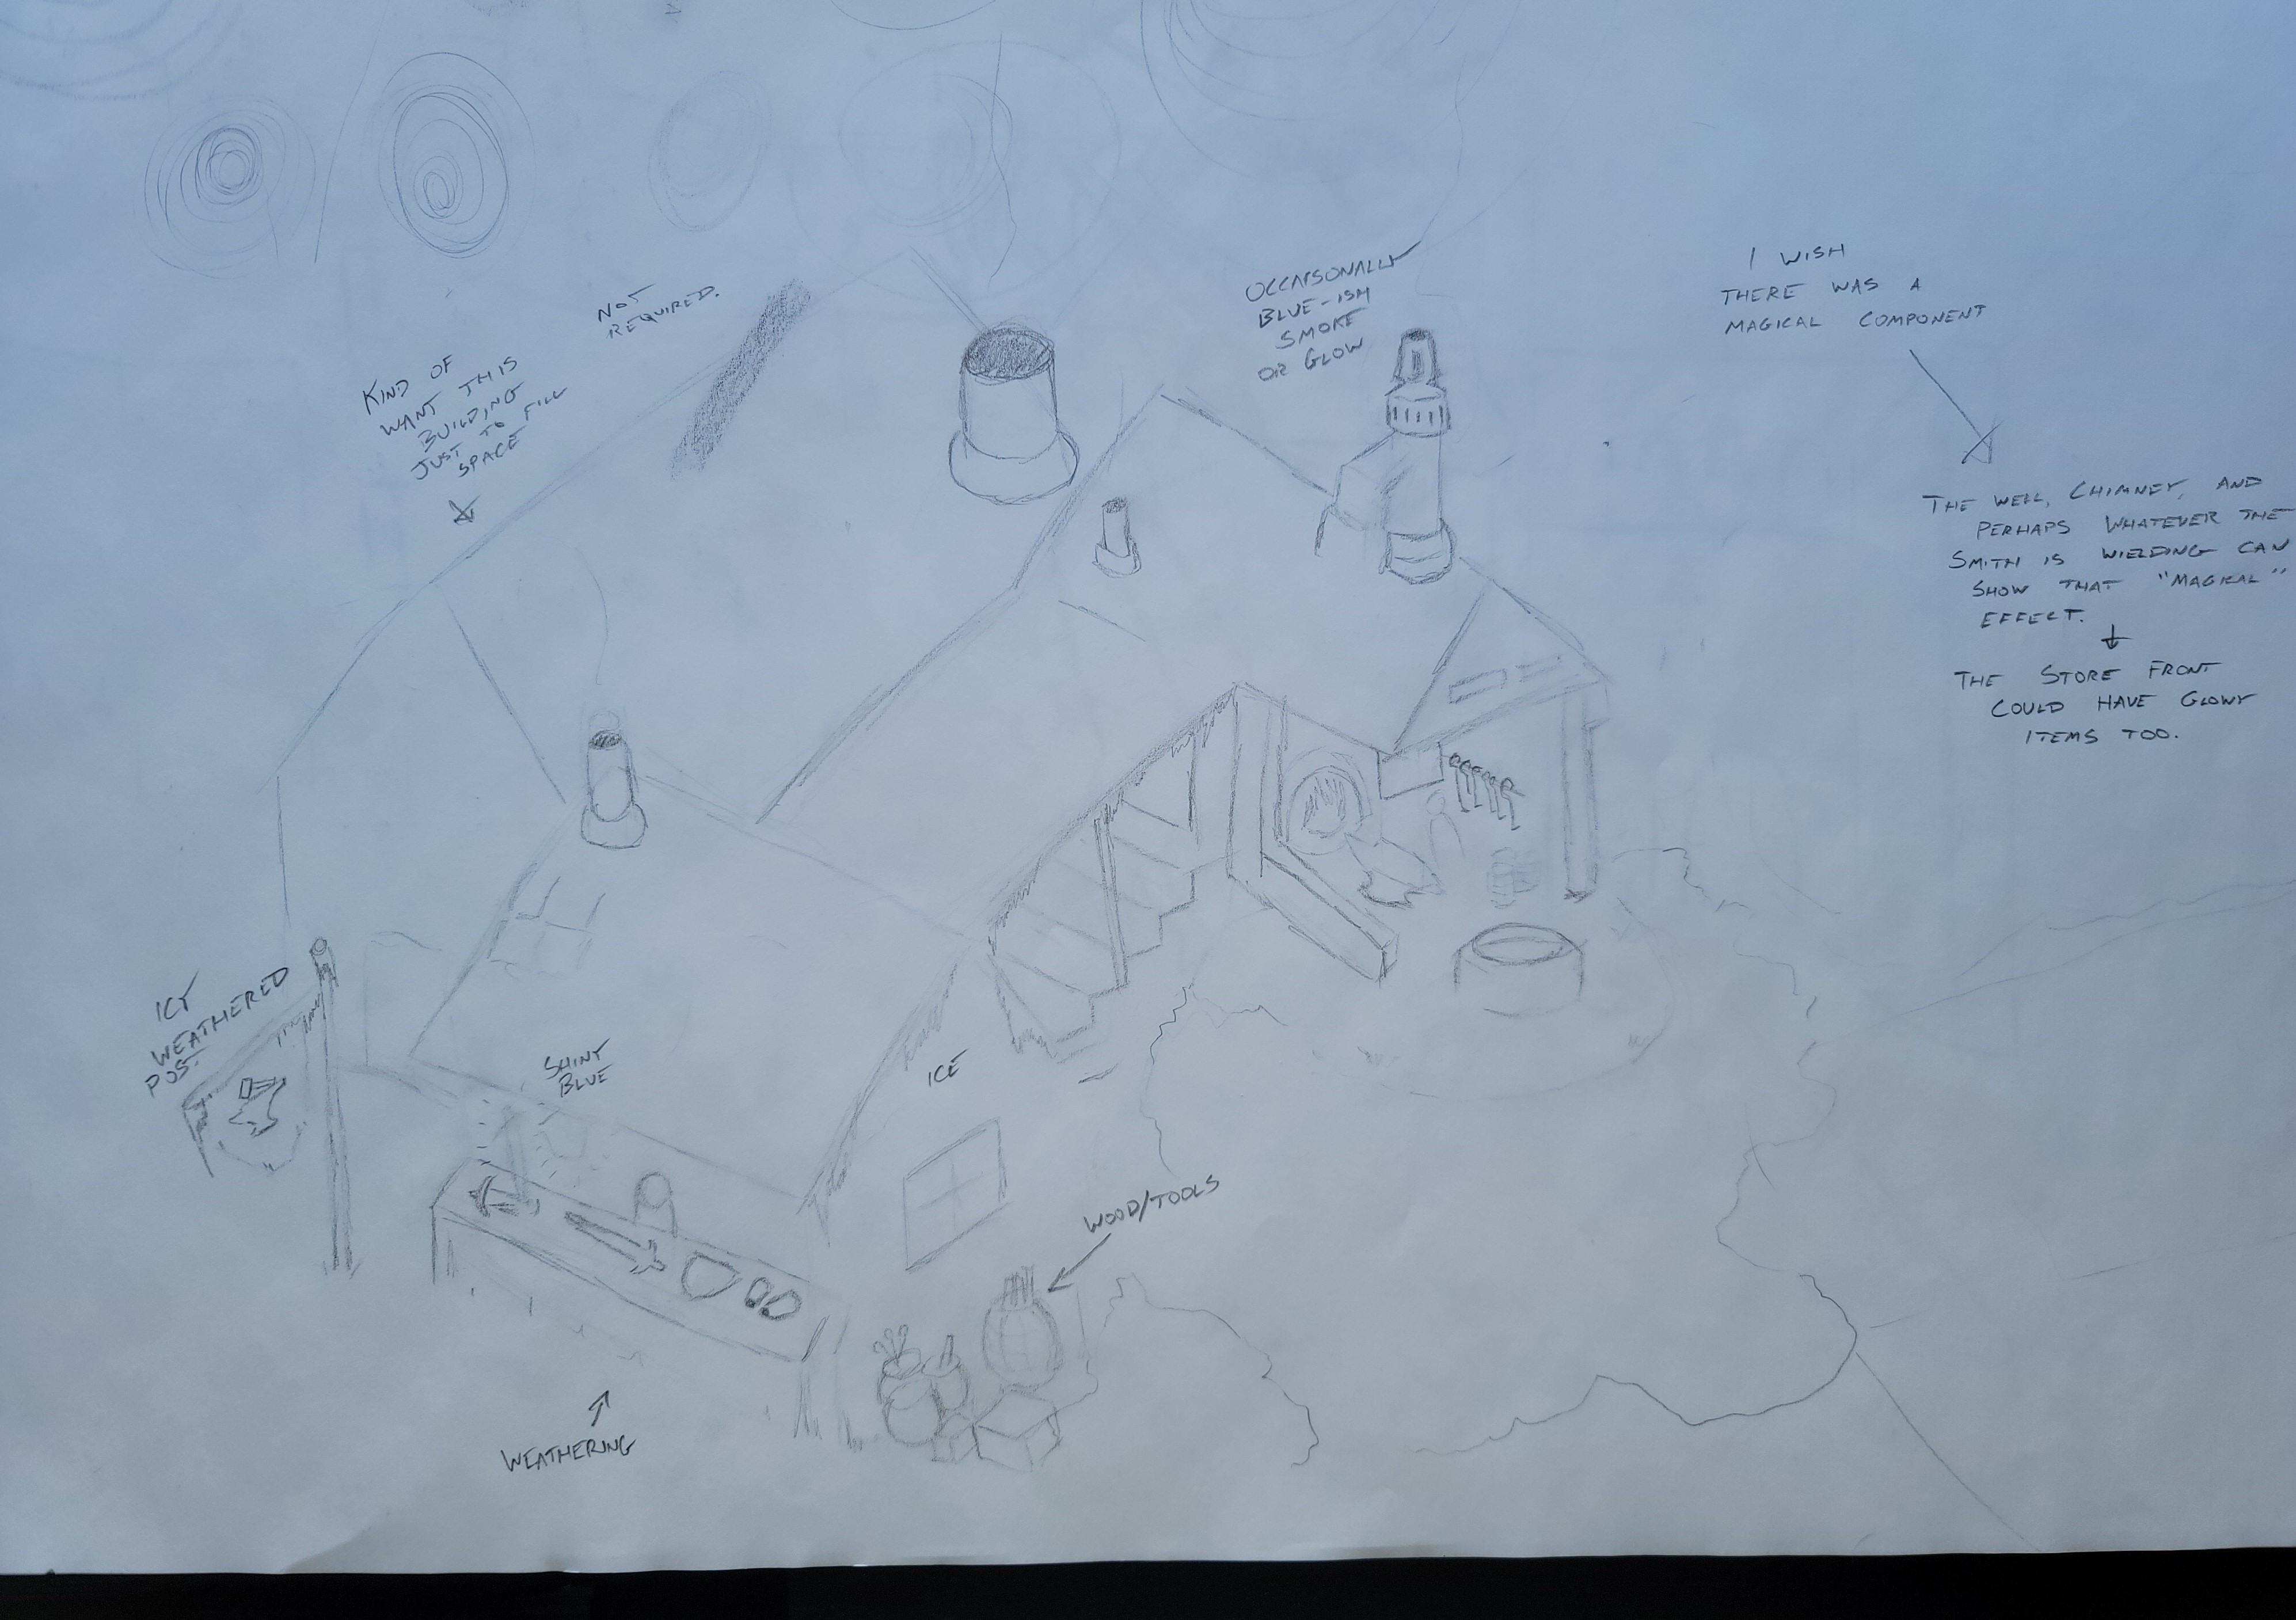 NOT
REQUIRED.
KIND OF
WANT THIS
BUILDING
JUST TO FILL
SPACE
OCCAISONALLY
BLUE-ISH
SMOKE
OR GLOW
I WISH
THERE WAS A
MAGICAL COMPONENT
THE WELL, CHIMNEY, AND
PERHAPS WHATEVER THE
SMITH IS WIELDING CAN
SHOW THAT "MAGICAL"
EFFECT.
THE STORE FRONT
COULD HAVE GLOWY
ITEMS TOO.
ICY
WEATHERED
POST.
SHINY
BLUE
ICE
WOOD/TOOLS
WEATHERING